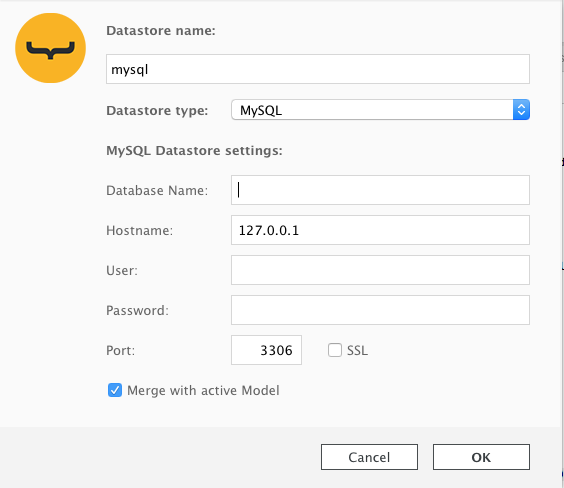 Datastore name:
mysql
Datastore type: MySQL
MySQL Datastore settings:
Database Name:
Hostname: 127.0.0.1
User:
Password:
Port: 3306 SSL
Merge with active Model
Cancel OK